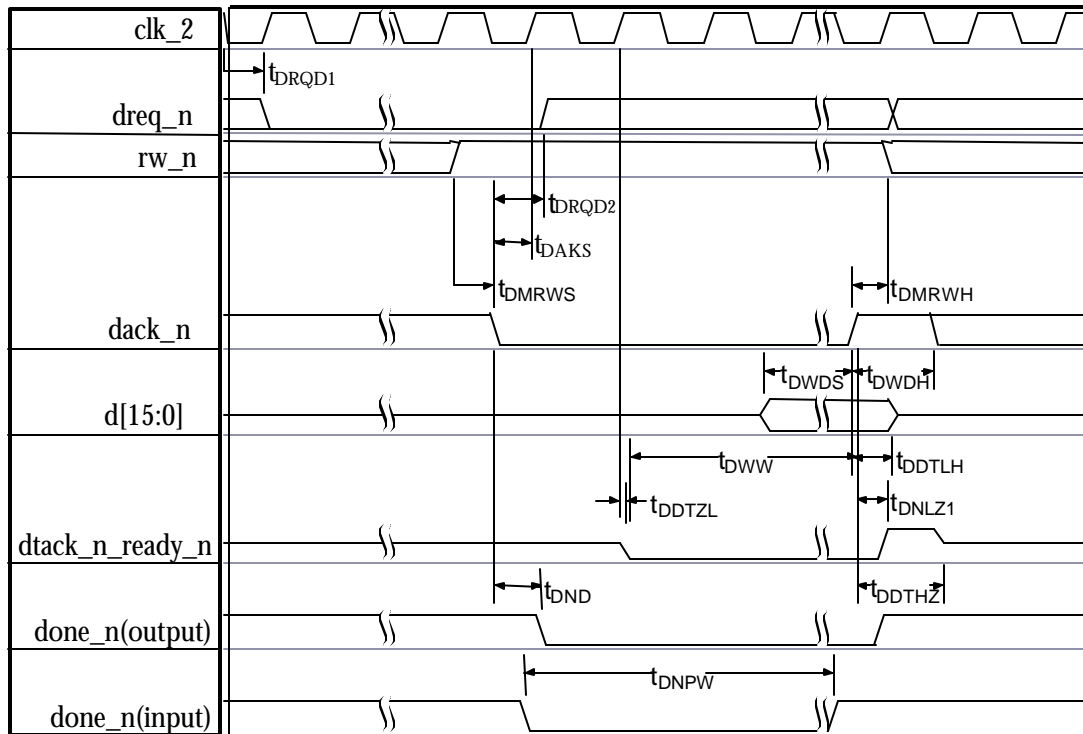 clk_2
tDRQD1
dreq_n
rw_n
tDRQD2
tDAKS
tDMRWS
tDMRWH
dack_n
tDWDS
tDWDH
d[15:0]
tDWW
tDDTLH
tDDTZL
tDNLZ1
dtack_n_ready_n
tDND
tDDTHZ
done_n(output)
tDNPW
done_n(input)